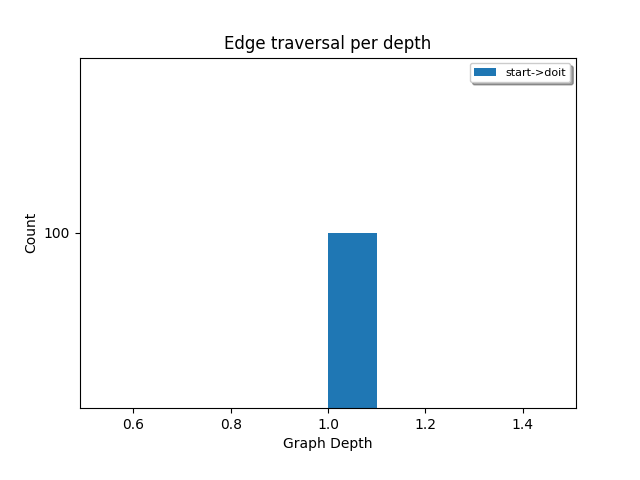 Edge traversal per depth
start->doit
Count
100
0.6 0.8 1.0 1.2 1.4
Graph Depth